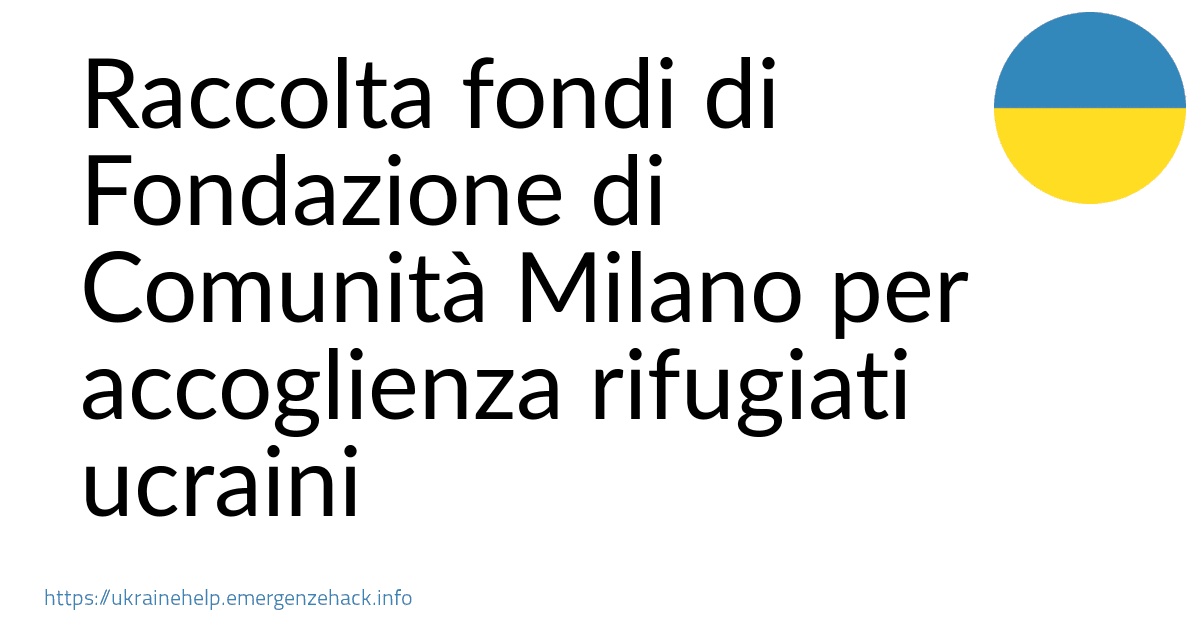 Raccolta fondi di
Fondazione di
Comunità Milano per
accoglienza rifugiati
ucraini
https://ukrainehelp.emergenzehack.info